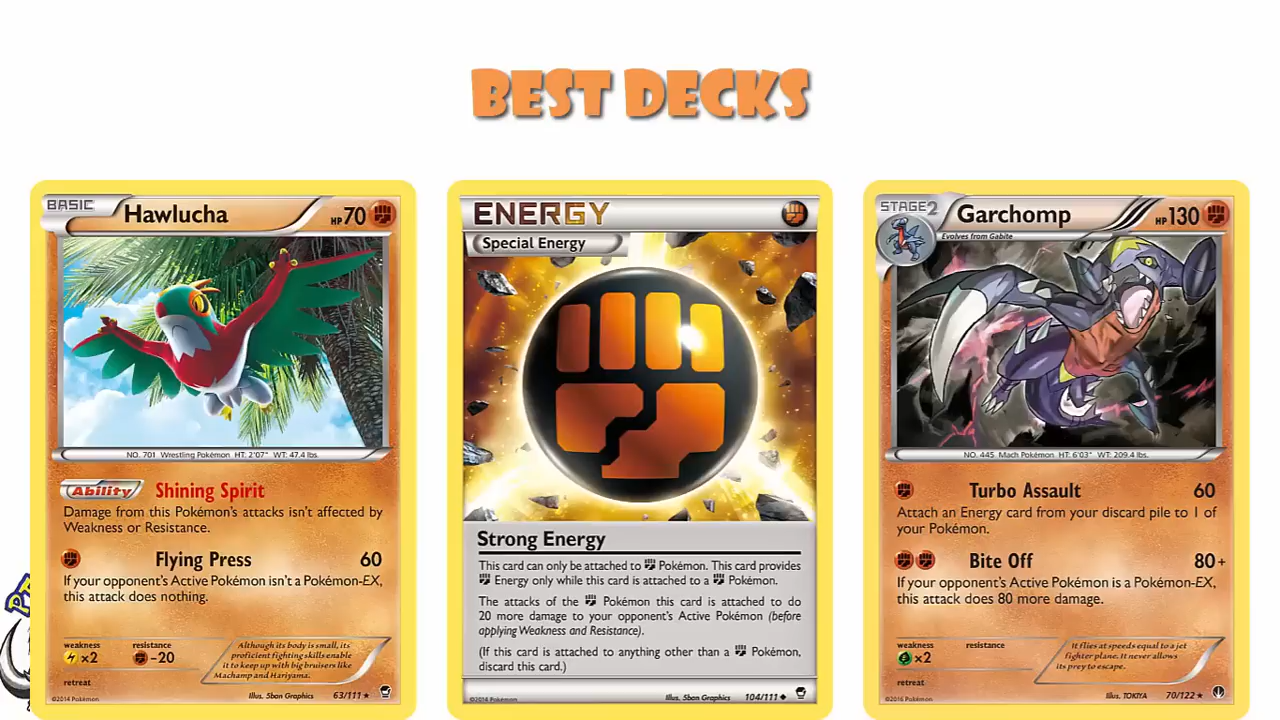 BEST DECKS
BASIC
Hawlucha
HP 70
NO. 701 Wrestling Pokémon HT: 2'07" WT: 47.4 lbs.
Ability Shining Spirit
Damage from this Pokémon's attacks isn't affected by
Weakness or Resistance.
Flying Press 60
If your opponent's Active Pokémon isn't a Pokémon-EX,
this attack does nothing.
weakness resistance
×2 -20
retreat
Although its body is small, its
proficient fighting skills enable
it to keep up with big bruisers like
Machamp and Hariyama.
©2014 Pokémon
Illus. 5ban Graphics 63/111 ★
ENERGY
Special Energy
Strong Energy
This card can only be attached to Pokémon. This card provides
Energy only while this card is attached to a Pokémon.
The attacks of the Pokémon this card is attached to do
20 more damage to your opponent's Active Pokémon (before
applying Weakness and Resistance).
(If this card is attached to anything other than a Pokémon,
discard this card.)
©2014 Pokémon
Illus. 5ban Graphics 104/111 ◆
STAGE2
Garchomp
HP 130
Evolves from Gabite
NO. 445 Mach Pokémon HT: 6'03" WT: 209.4 lbs.
Turbo Assault 60
Attach an Energy card from your discard pile to 1 of
your Pokémon.
Bite Off 80+
If your opponent's Active Pokémon is a Pokémon-EX,
this attack does 80 more damage.
weakness resistance
×2
retreat
It flies at speeds equal to a jet
fighter plane. It never allows
its prey to escape.
©2016 Pokémon
Illus. TOKIYA 70/122 ★